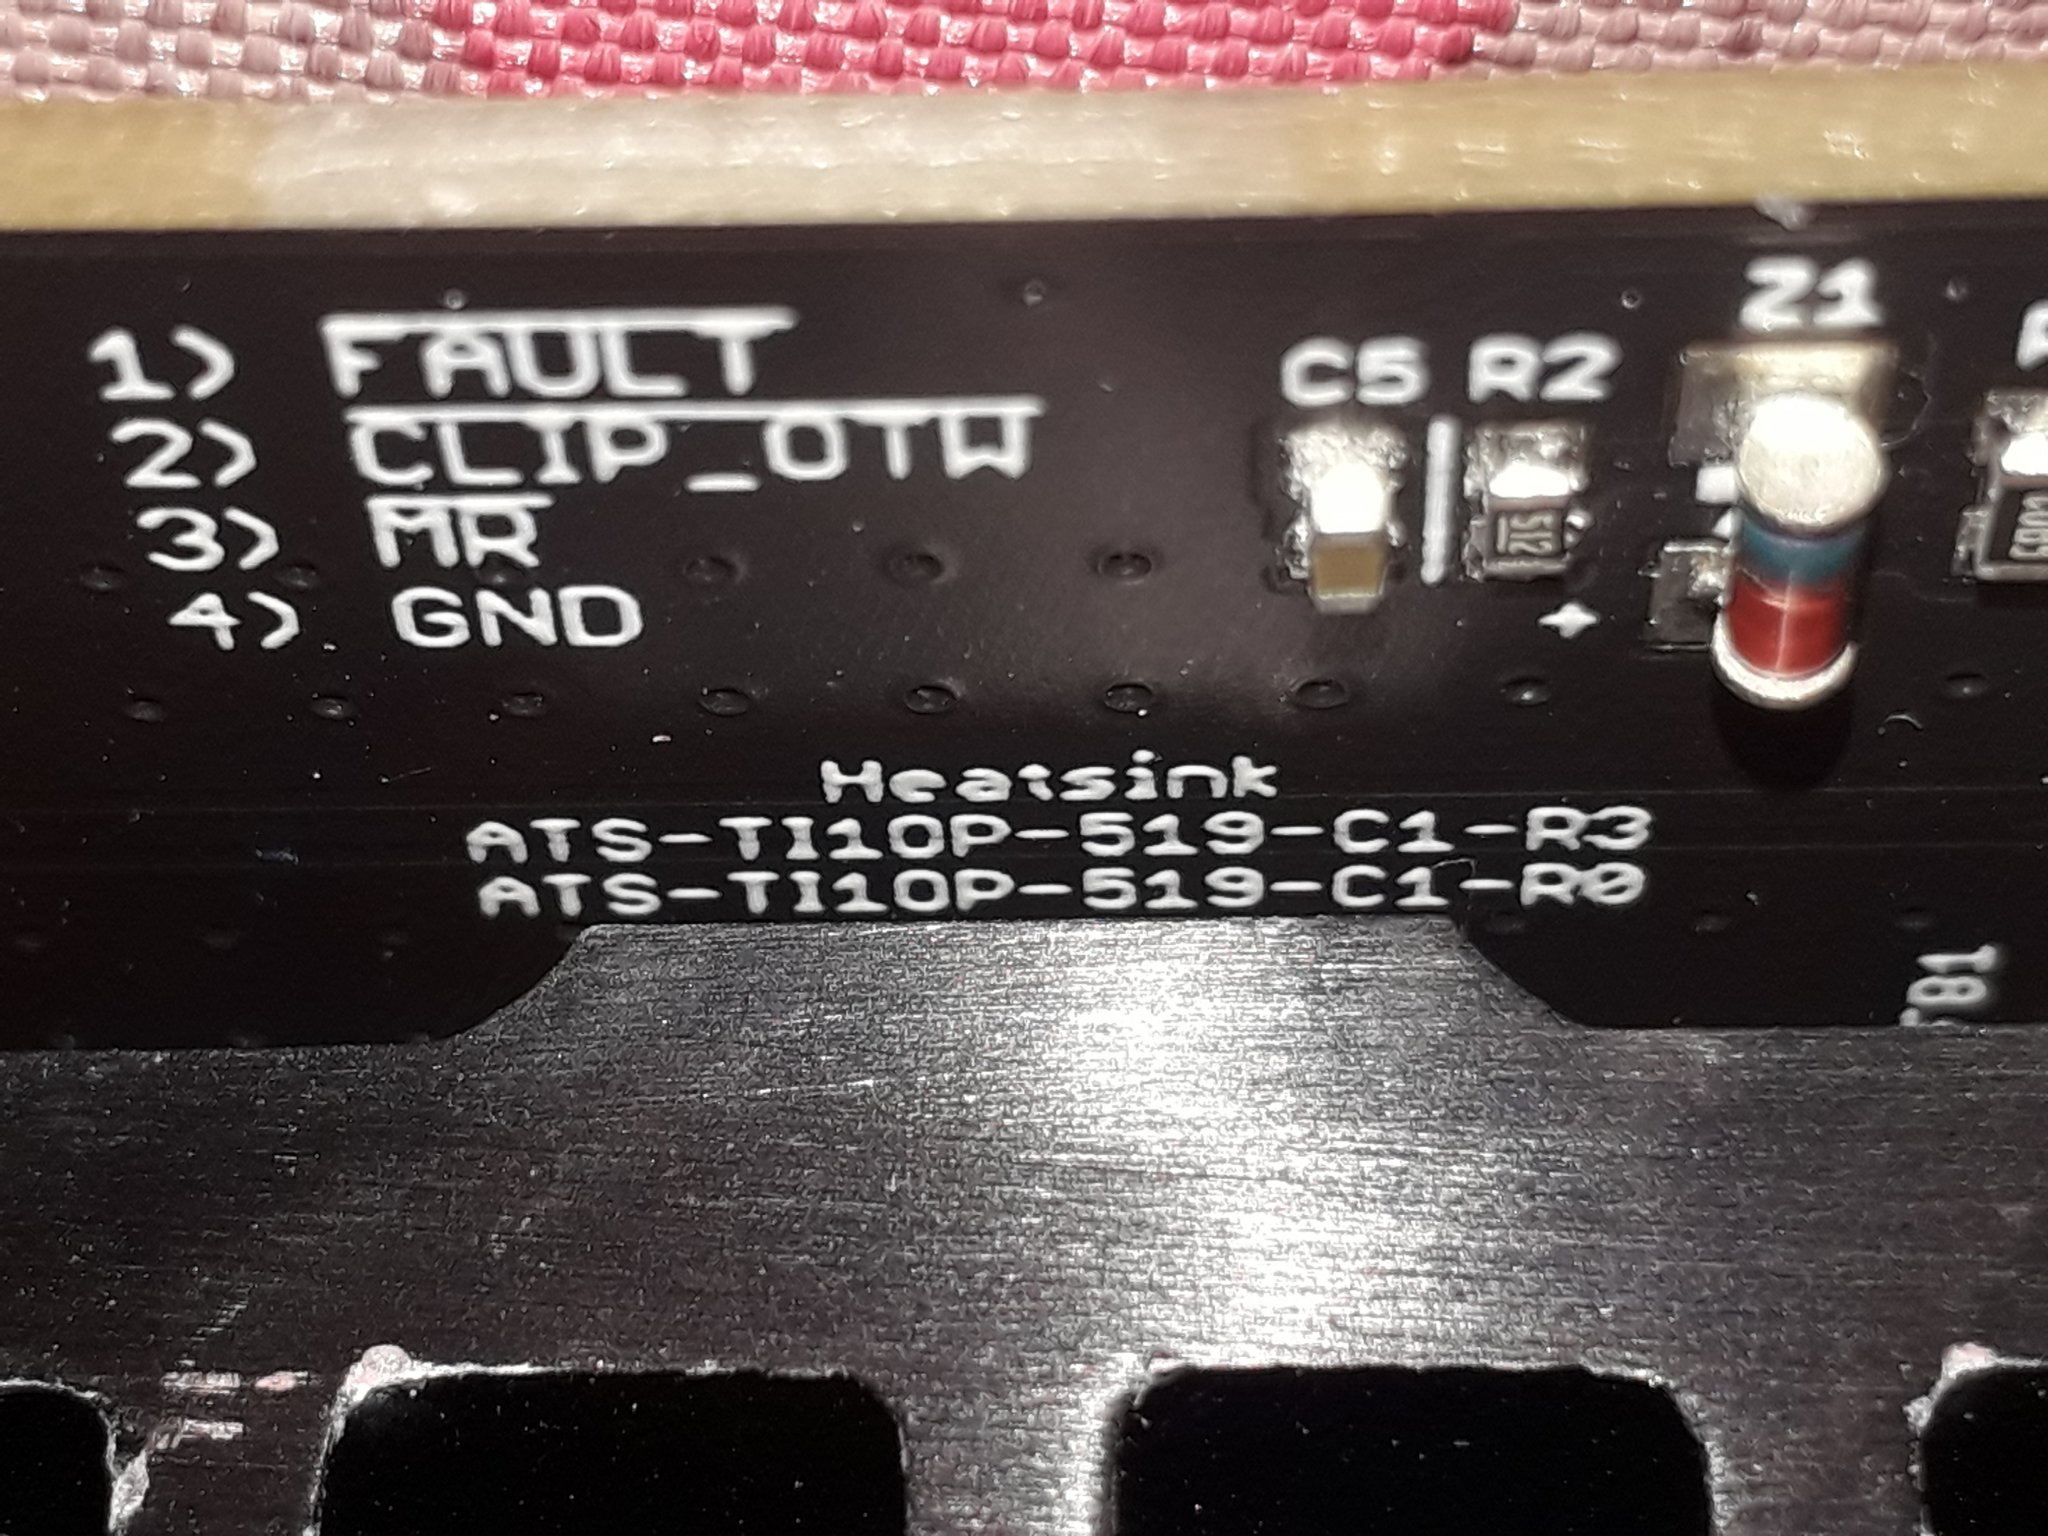 1) FAULT
2) CLIP_OTW
3) MR
4) GND
C5 R2
Z1
512
Heatsink
ATS-TI10P-519-C1-R3
ATS-TI10P-519-C1-R0